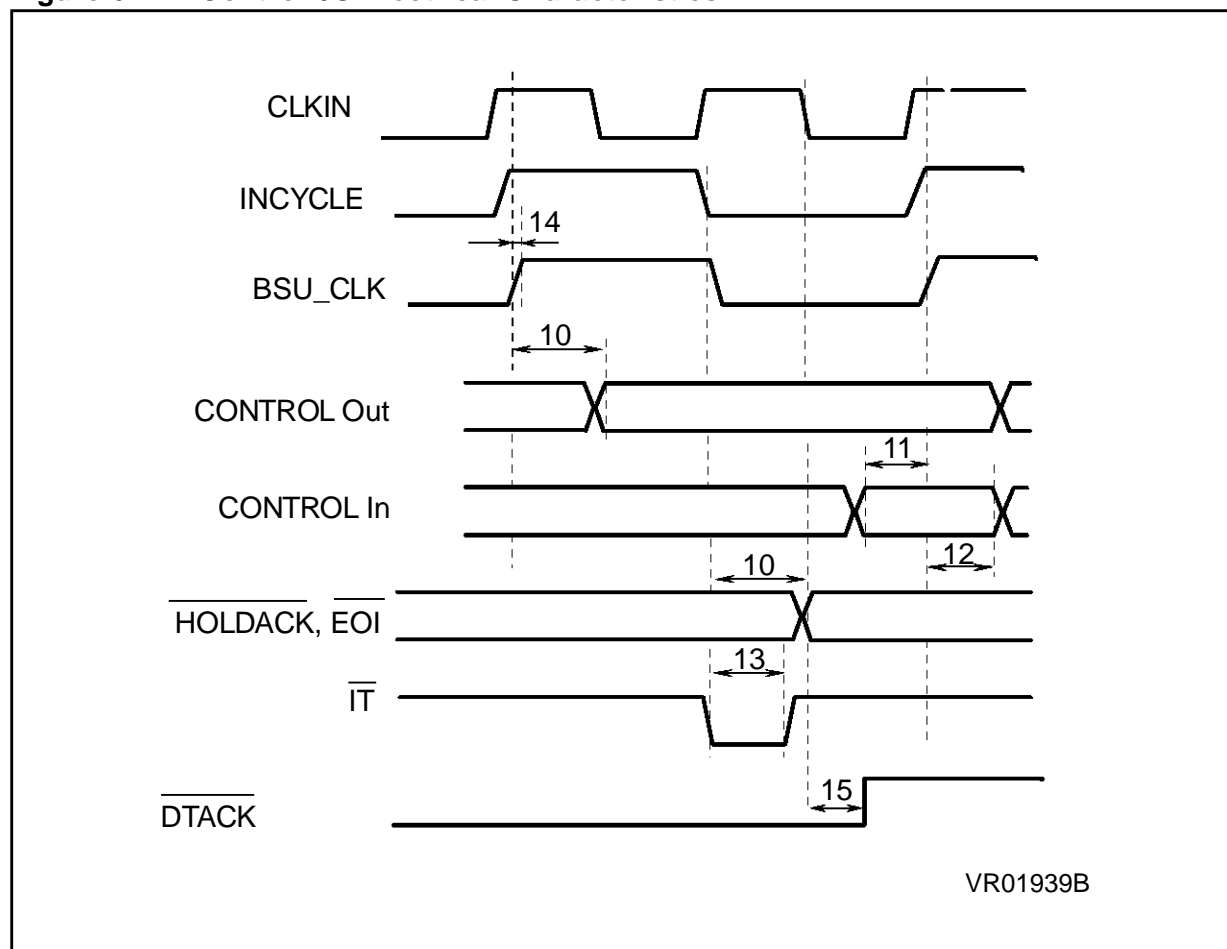 CLKIN
INCYCLE
14
BSU_CLK
10
CONTROL Out
11
CONTROL In
12
10
HOLDACK, EOI
13
IT
15
DTACK
VR01939B